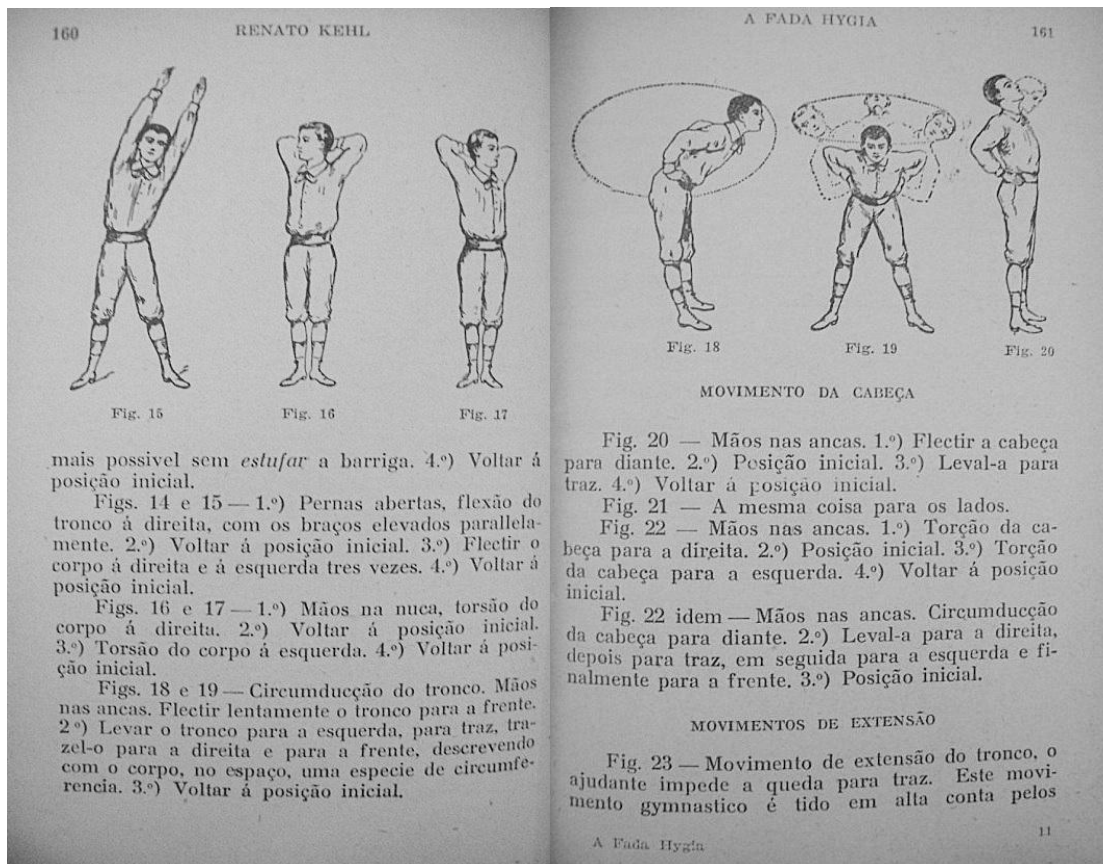 160
RENATO KEHL
Fig. 15
Fig. 16
Fig. 17
mais possivel sem estufar a barriga. 4.º) Voltar á
posição inicial.
Figs. 14 e 15 — 1.º) Pernas abertas, flexão do
tronco á direita, com os braços elevados parallela-
mente. 2.º) Voltar á posição inicial. 3.º) Flectir o
corpo á direita e á esquerda tres vezes. 4.º) Voltar á
posição inicial.
Figs. 16 e 17 — 1.º) Mãos na nuca, torsão do
corpo á direita. 2.º) Voltar á posição inicial.
3.º) Torsão do corpo á esquerda. 4.º) Voltar á posi-
ção inicial.
Figs. 18 e 19 — Circumducção do tronco. Mãos
nas ancas. Flectir lentamente o tronco para a frente.
2 º) Levar o tronco para a esquerda, para traz, tra-
zel-o para a direita e para a frente, descrevendo
com o corpo, no espaço, uma especie de circumfe-
rencia. 3.º) Voltar á posição inicial.
A FADA HYGIA
161
Fig. 18
Fig. 19
Fig. 20
MOVIMENTO DA CABEÇA
Fig. 20 — Mãos nas ancas. 1.º) Flectir a cabeça
para diante. 2.º) Posição inicial. 3.º) Leval-a para
traz. 4.º) Voltar á posição inicial.
Fig. 21 — A mesma coisa para os lados.
Fig. 22 — Mãos nas ancas. 1.º) Torção da ca-
beça para a direita. 2.º) Posição inicial. 3.º) Torção
da cabeça para a esquerda. 4.º) Voltar á posição
inicial.
Fig. 22 idem — Mãos nas ancas. Circumducção
da cabeça para diante. 2.º) Leval-a para a direita,
depois para traz, em seguida para a esquerda e fi-
nalmente para a frente. 3.º) Posição inicial.
MOVIMENTOS DE EXTENSÃO
Fig. 23 — Movimento de extensão do tronco, o
ajudante impede a queda para traz. Este movi-
mento gymnastico é tido em alta conta pelos
A Fada Hygia
11